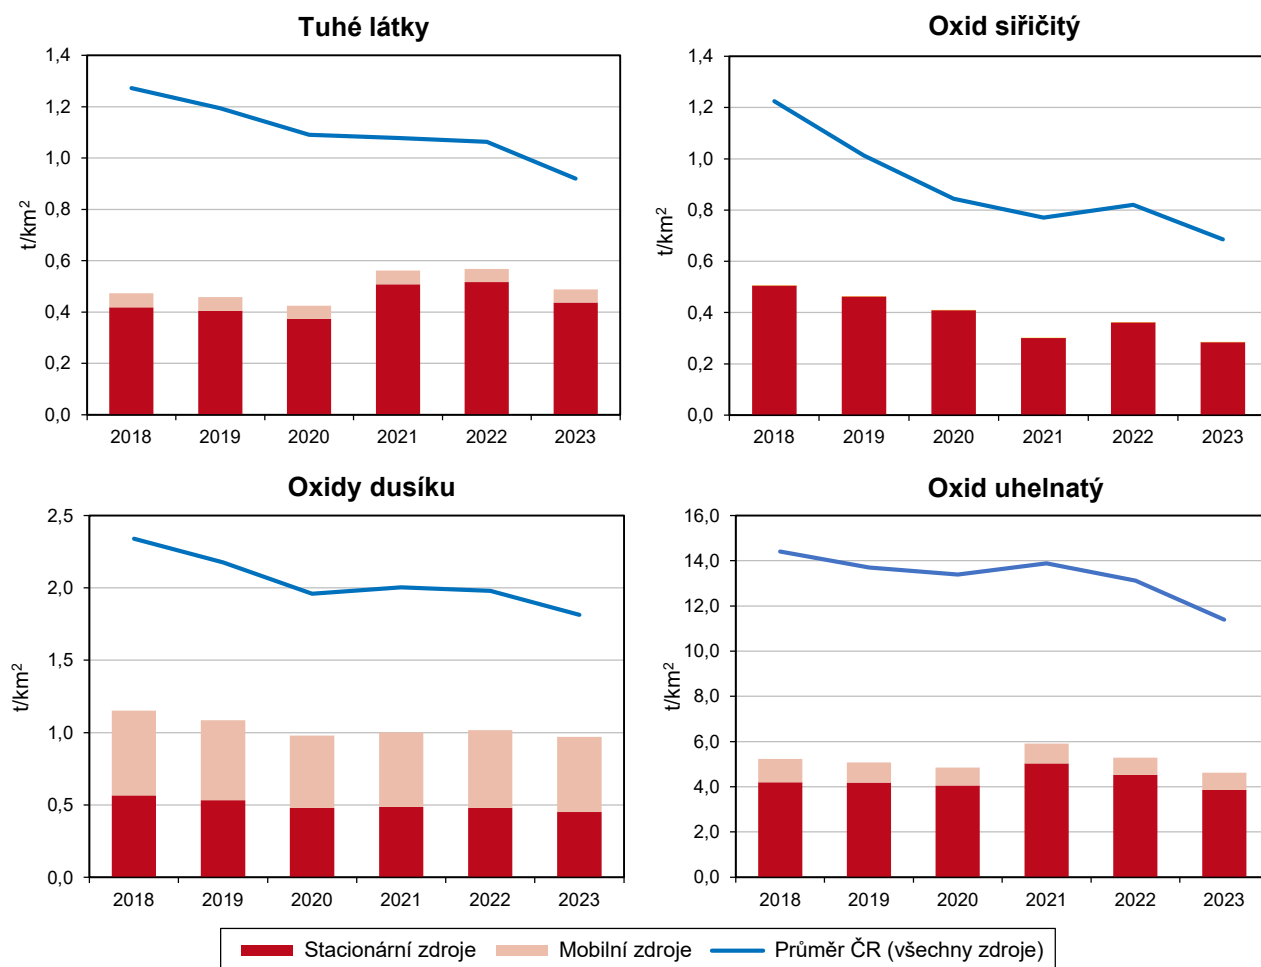 Tuhé látky
1,4
1,2
1,0
0,8
0,6
0,4
0,2
0,0
t/km²
2018 2019 2020 2021 2022 2023
Oxid siřičitý
1,4
1,2
1,0
0,8
0,6
0,4
0,2
0,0
t/km²
2018 2019 2020 2021 2022 2023
Oxidy dusíku
2,5
2,0
1,5
1,0
0,5
0,0
t/km²
2018 2019 2020 2021 2022 2023
Oxid uhelnatý
16,0
14,0
12,0
10,0
8,0
6,0
4,0
2,0
0,0
t/km²
2018 2019 2020 2021 2022 2023
Stacionární zdroje Mobilní zdroje Průměr ČR (všechny zdroje)